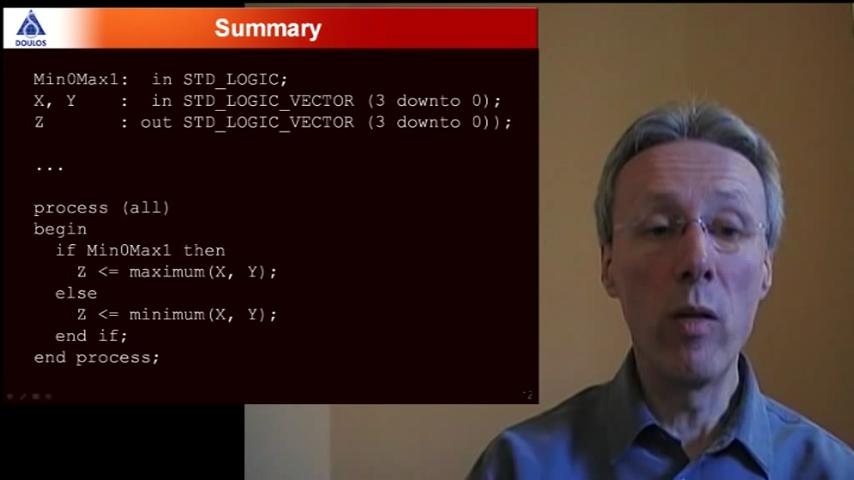 DOULOS
Summary
Min0Max1: in STD_LOGIC;
X, Y : in STD_LOGIC_VECTOR (3 downto 0);
Z : out STD_LOGIC_VECTOR (3 downto 0));
...
process (all)
begin
if Min0Max1 then
Z <= maximum(X, Y);
else
Z <= minimum(X, Y);
end if;
end process;